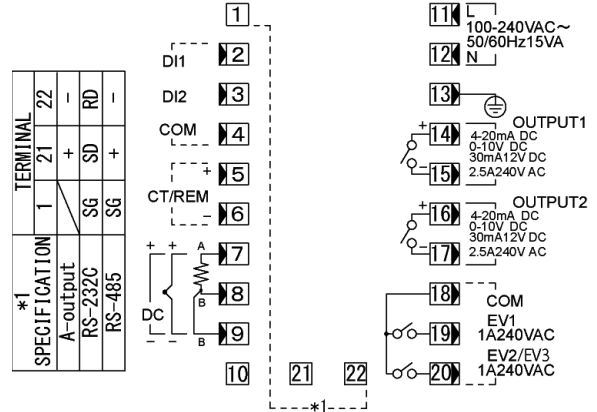 *1
SPECIFICATION
TERMINAL
1
21
22
A-output
+
−
RS-232C
SG
SD
RD
RS-485
SG
+
−
1
DI1
2
DI2
3
COM
4
+
5
CT/REM
−
6
+ +
A
7
B
8
DC
− −
B
9
10
21
22
*1
11
L
100-240VAC~
50/60Hz15VA
12
N
13
OUTPUT1
+
14
4-20mA DC
0-10V DC
30mA12V DC
−
15
2.5A240V AC
OUTPUT2
+
16
4-20mA DC
0-10V DC
30mA12V DC
−
17
2.5A240V AC
18
COM
EV1
19
1A240VAC
EV2/EV3
20
1A240VAC